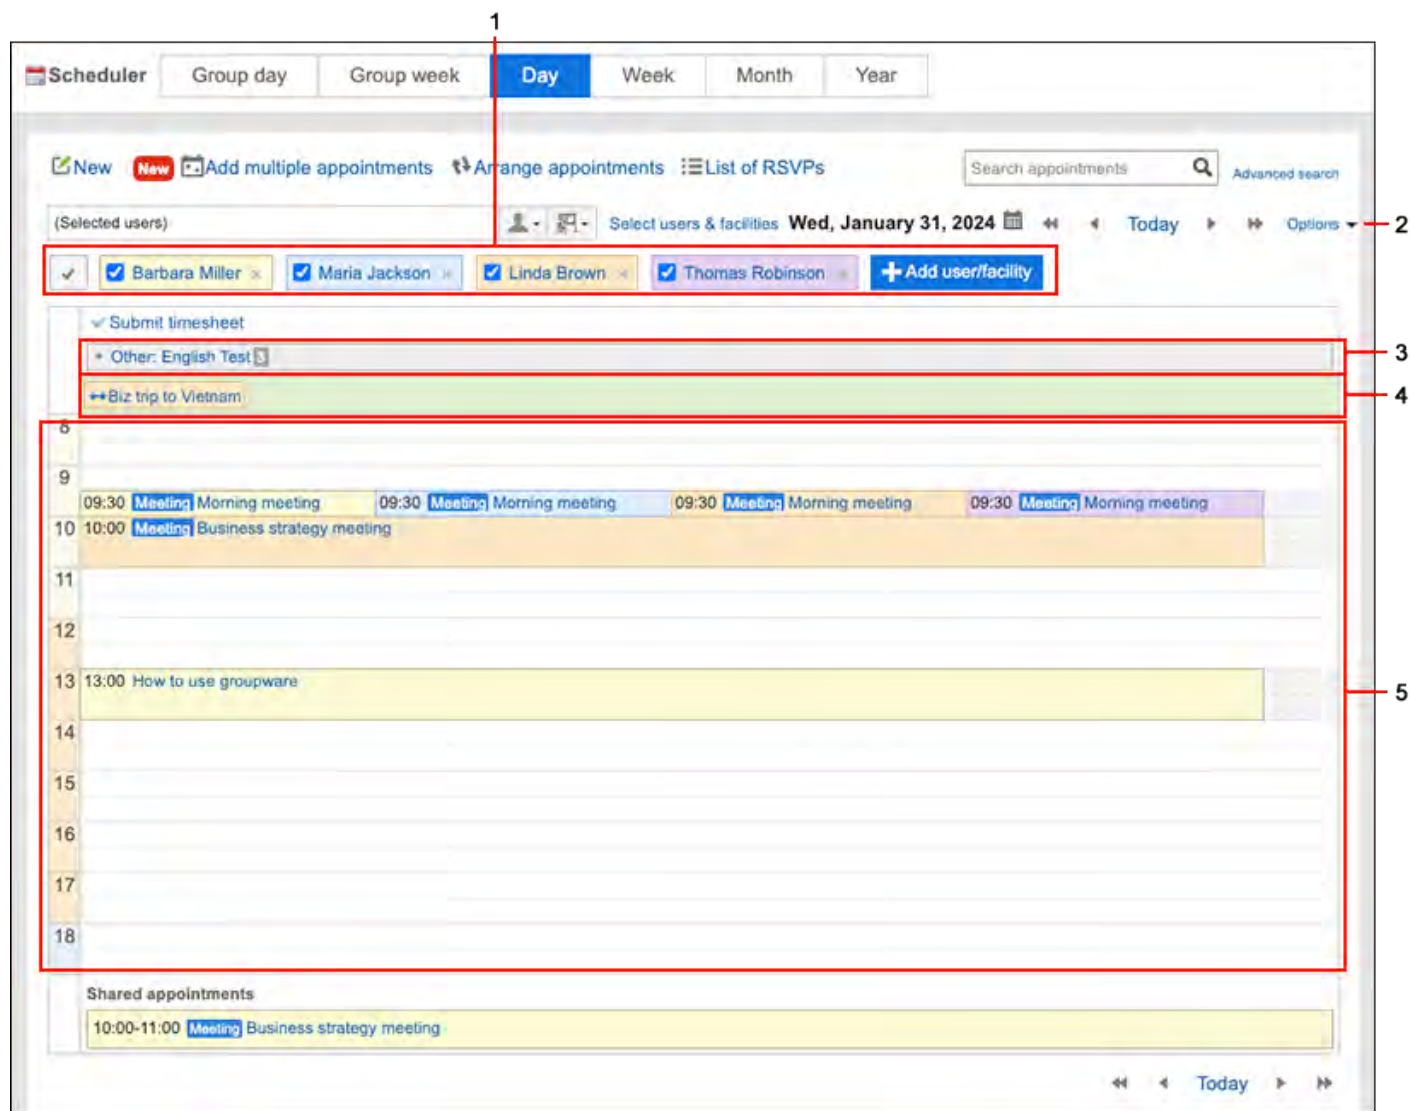 1
Scheduler Group day Group week Day Week Month Year
New New Add multiple appointments Arrange appointments List of RSVPs Search appointments Advanced search
(Selected users) Select users & facilities Wed, January 31, 2024 Today Options 2
Barbara Miller × Maria Jackson × Linda Brown × Thomas Robinson × Add user/facility
Submit timesheet
Other: English Test 3
Biz trip to Vietnam 4
8
9
09:30 Meeting Morning meeting 09:30 Meeting Morning meeting 09:30 Meeting Morning meeting 09:30 Meeting Morning meeting
10 10:00 Meeting Business strategy meeting
11
12
13 13:00 How to use groupware 5
14
15
16
17
18
Shared appointments
10:00-11:00 Meeting Business strategy meeting
Today